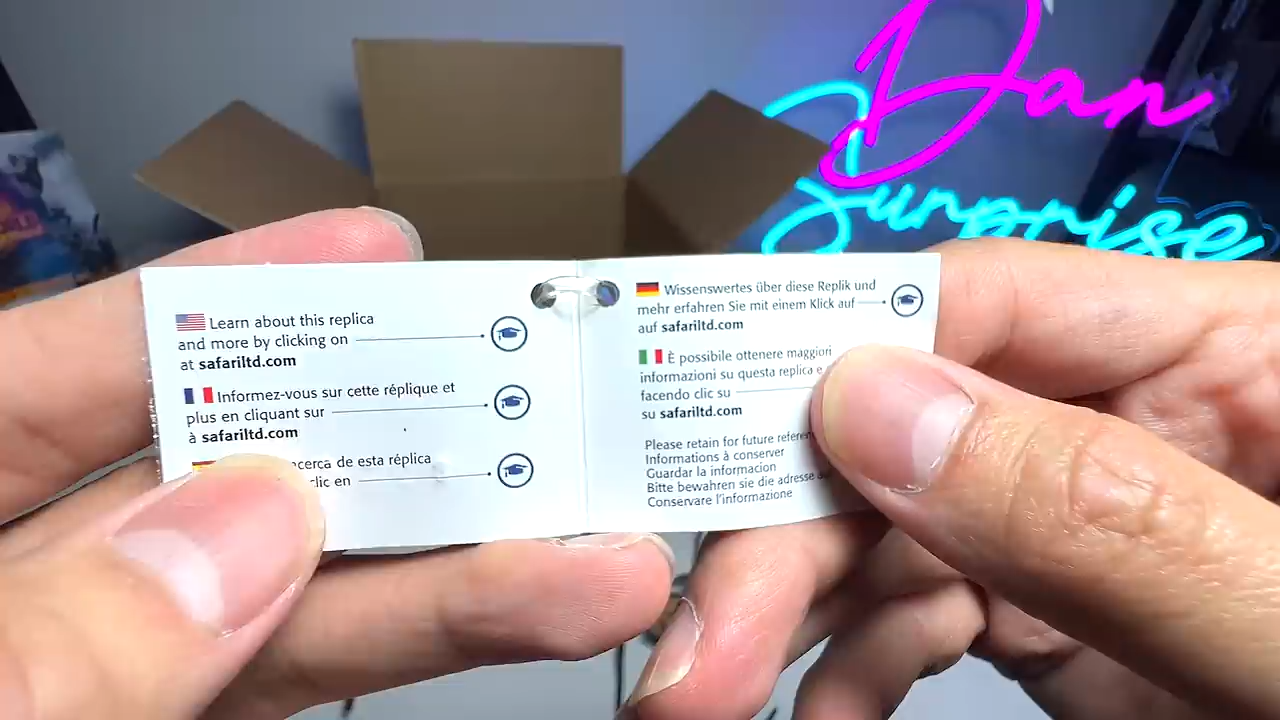 Dan
Surprise
Learn about this replica
and more by clicking on
at safariltd.com
Informez-vous sur cette réplique et
plus en cliquant sur
à safariltd.com
acerca de esta réplica
clic en
Wissenswertes über diese Replik und
mehr erfahren Sie mit einem Klick auf
auf safariltd.com
È possibile ottenere maggiori
informazioni su questa replica e
facendo clic su
su safariltd.com
Please retain for future
Informations à conserver
Guardar la informacion
Bitte bewahren sie die adresse
Conservare l'informazione